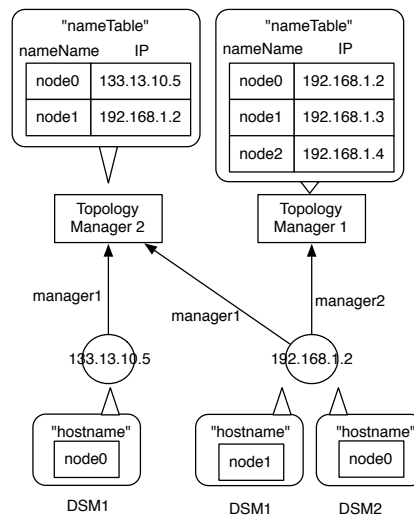 "nameTable"
nameName IP
node0 133.13.10.5
node1 192.168.1.2
"nameTable"
nameName IP
node0 192.168.1.2
node1 192.168.1.3
node2 192.168.1.4
Topology
Manager 2
Topology
Manager 1
manager1
manager1
manager2
133.13.10.5
192.168.1.2
"hostname"
node0
"hostname"
node1
"hostname"
node0
DSM1
DSM1
DSM2